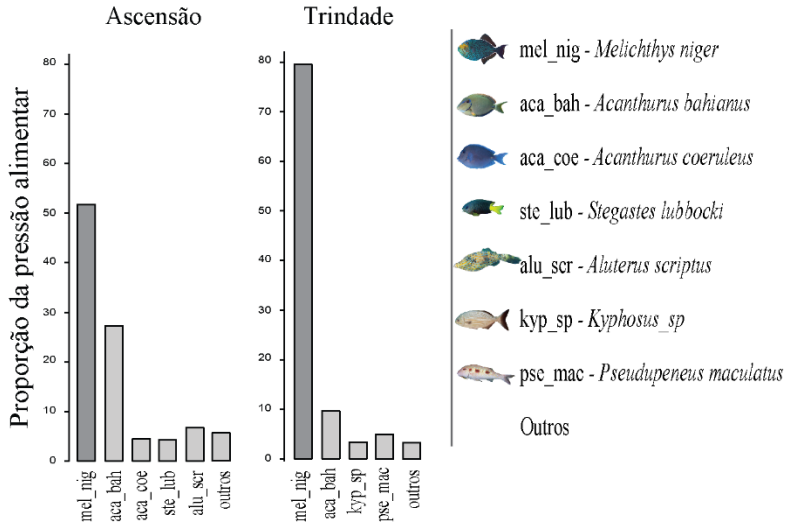 Ascensão
Trindade
Proporção da pressão alimentar
80
70
60
50
40
30
20
10
0
mel_nig
aca_bah
aca_coe
ste_lub
alu_scr
outros
80
70
60
50
40
30
20
10
0
mel_nig
aca_bah
kyp_sp
pse_mac
outros
mel_nig - Melichthys niger
aca_bah - Acanthurus bahianus
aca_coe - Acanthurus coeruleus
ste_lub - Stegastes lubbocki
alu_scr - Aluterus scriptus
kyp_sp - Kyphosus_sp
pse_mac - Pseudupeneus maculatus
Outros